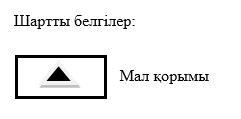 Шартты белгілер:
Мал қорымы